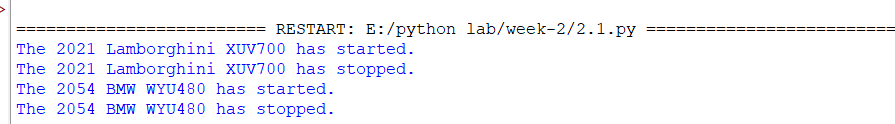 >
========================= RESTART: E:/python lab/week-2/2.1.py =========================
The 2021 Lamborghini XUV700 has started.
The 2021 Lamborghini XUV700 has stopped.
The 2054 BMW WYU480 has started.
The 2054 BMW WYU480 has stopped.